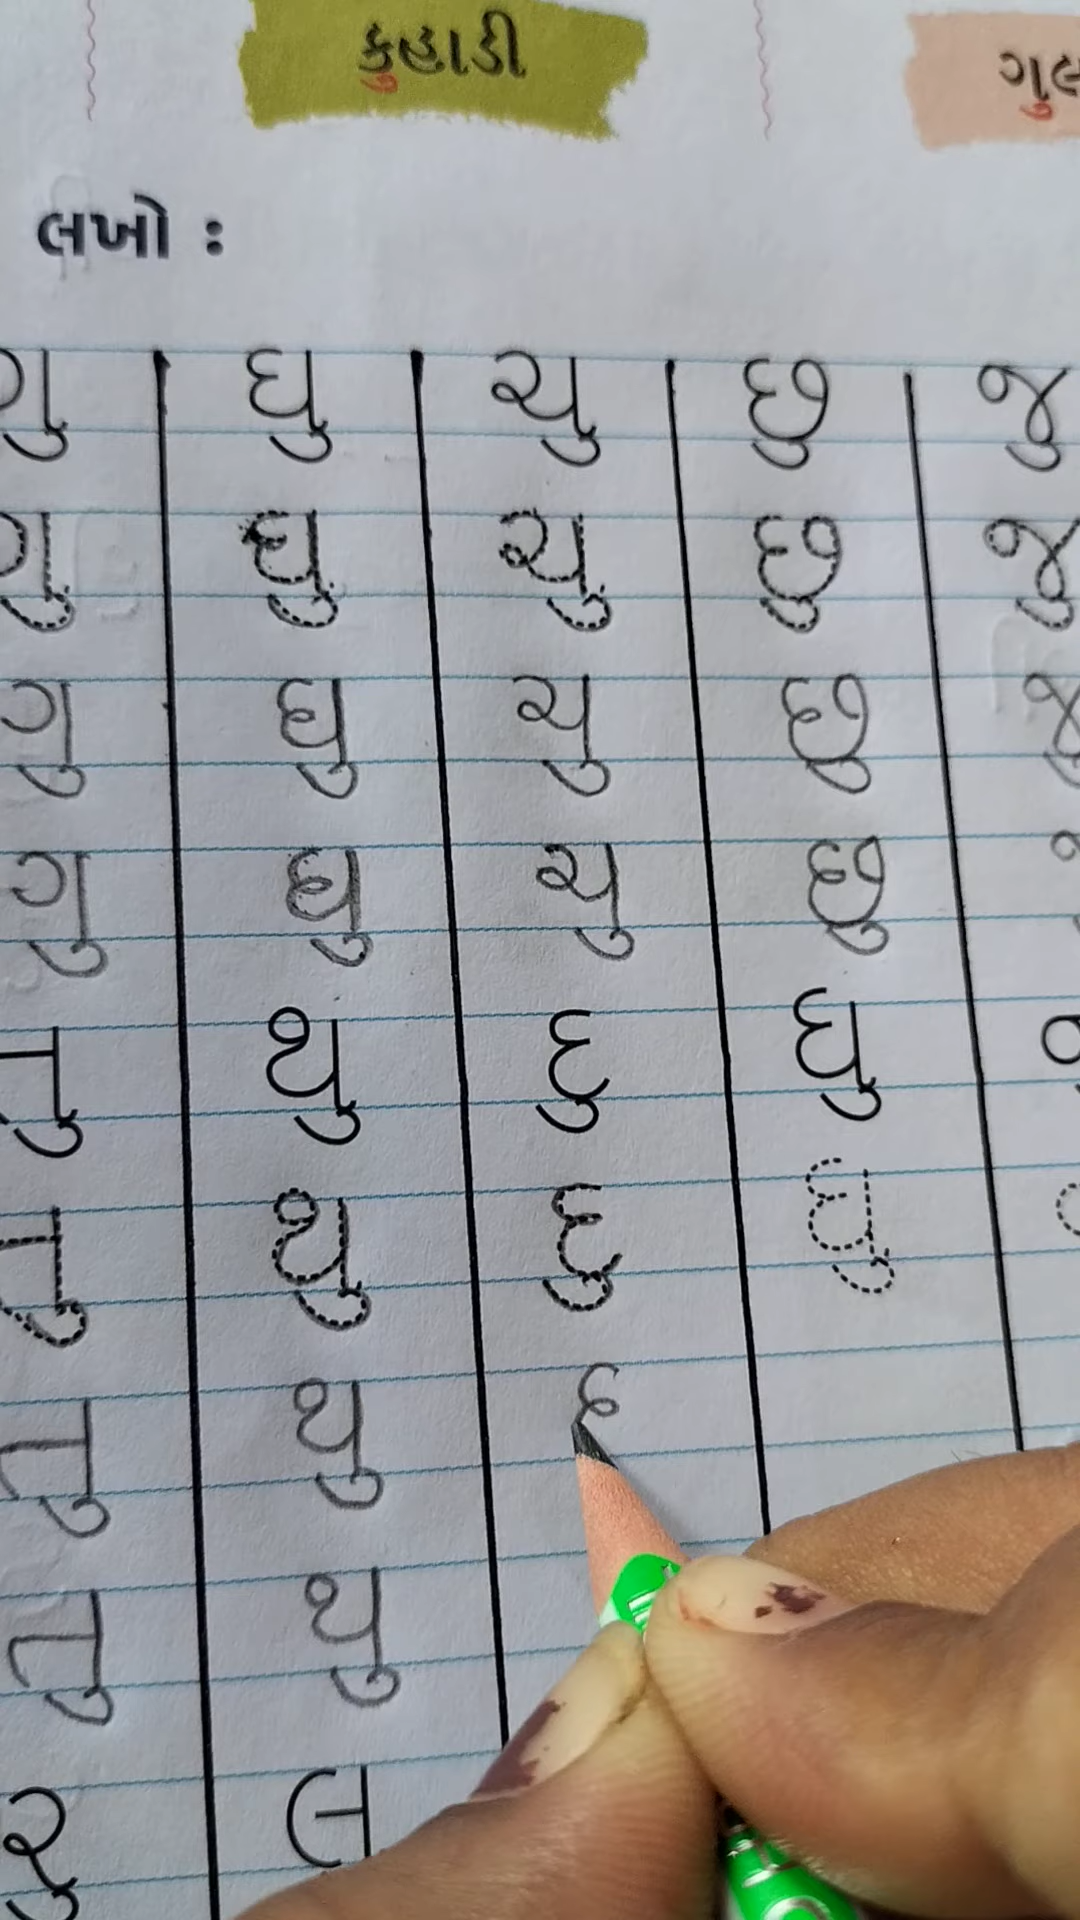 કુહાડી
લખો :
ગુ ઘુ ચુ છુ જુ
ગુ ઘુ ચુ છુ જુ
ગુ ઘુ ચુ છુ જુ
ગુ ઘુ ચુ છુ
તુ થુ દુ ધુ
તુ થુ દુ ધુ
તુ થુ
તુ થુ